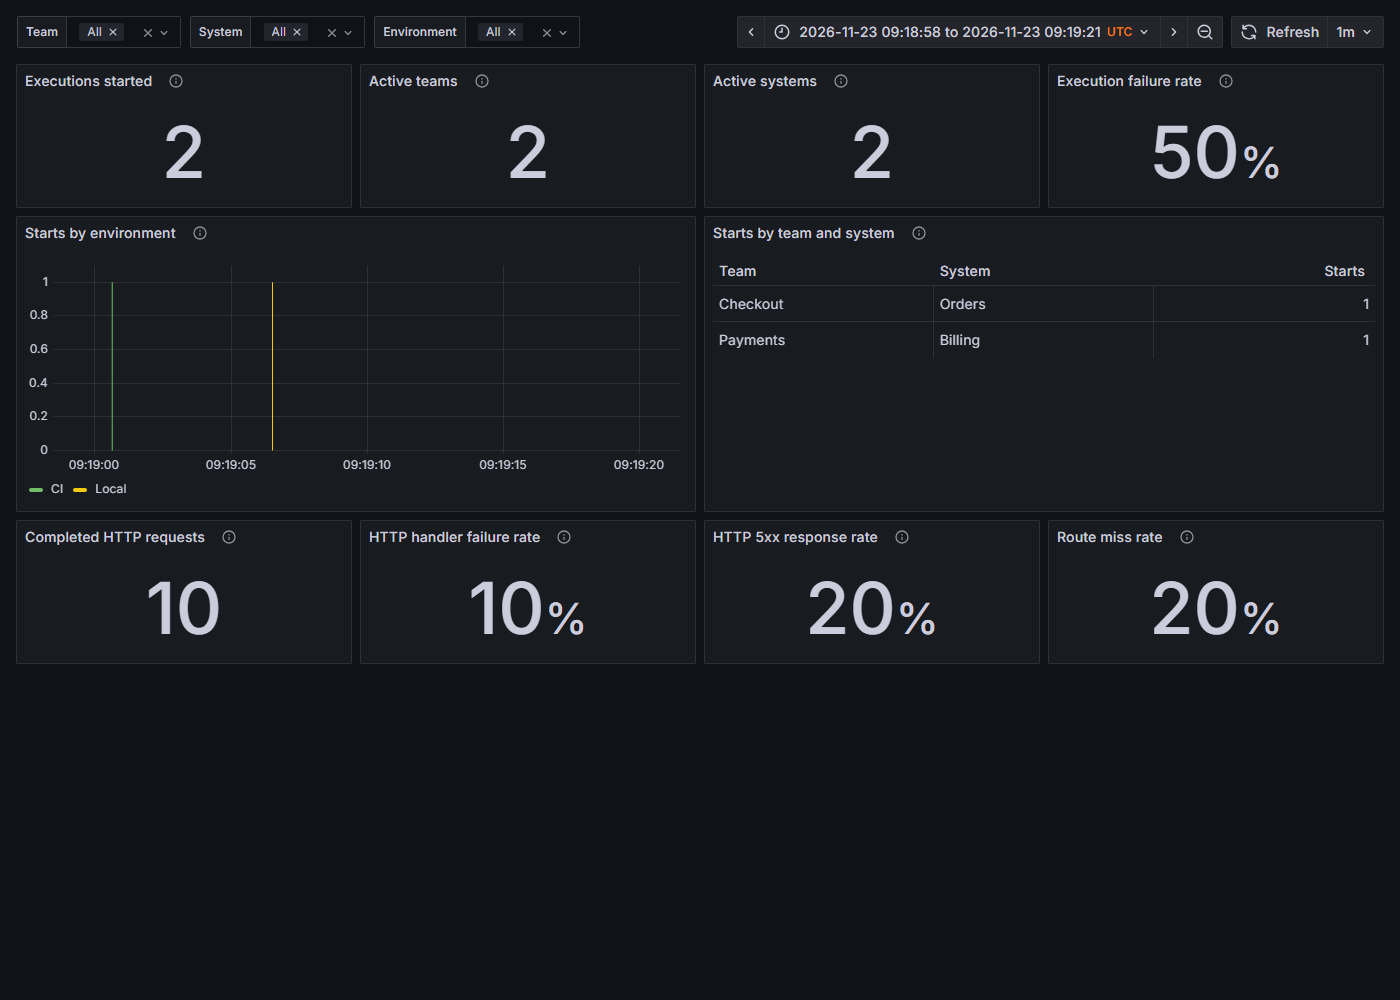 Team All System All Environment All 2026-11-23 09:18:58 to 2026-11-23 09:19:21 UTC Refresh 1m
Executions started
2
Active teams
2
Active systems
2
Execution failure rate
50%
Starts by environment
1
0.8
0.6
0.4
0.2
0
09:19:00 09:19:05 09:19:10 09:19:15 09:19:20
CI Local
Starts by team and system
Team System Starts
Checkout Orders 1
Payments Billing 1
Completed HTTP requests
10
HTTP handler failure rate
10%
HTTP 5xx response rate
20%
Route miss rate
20%